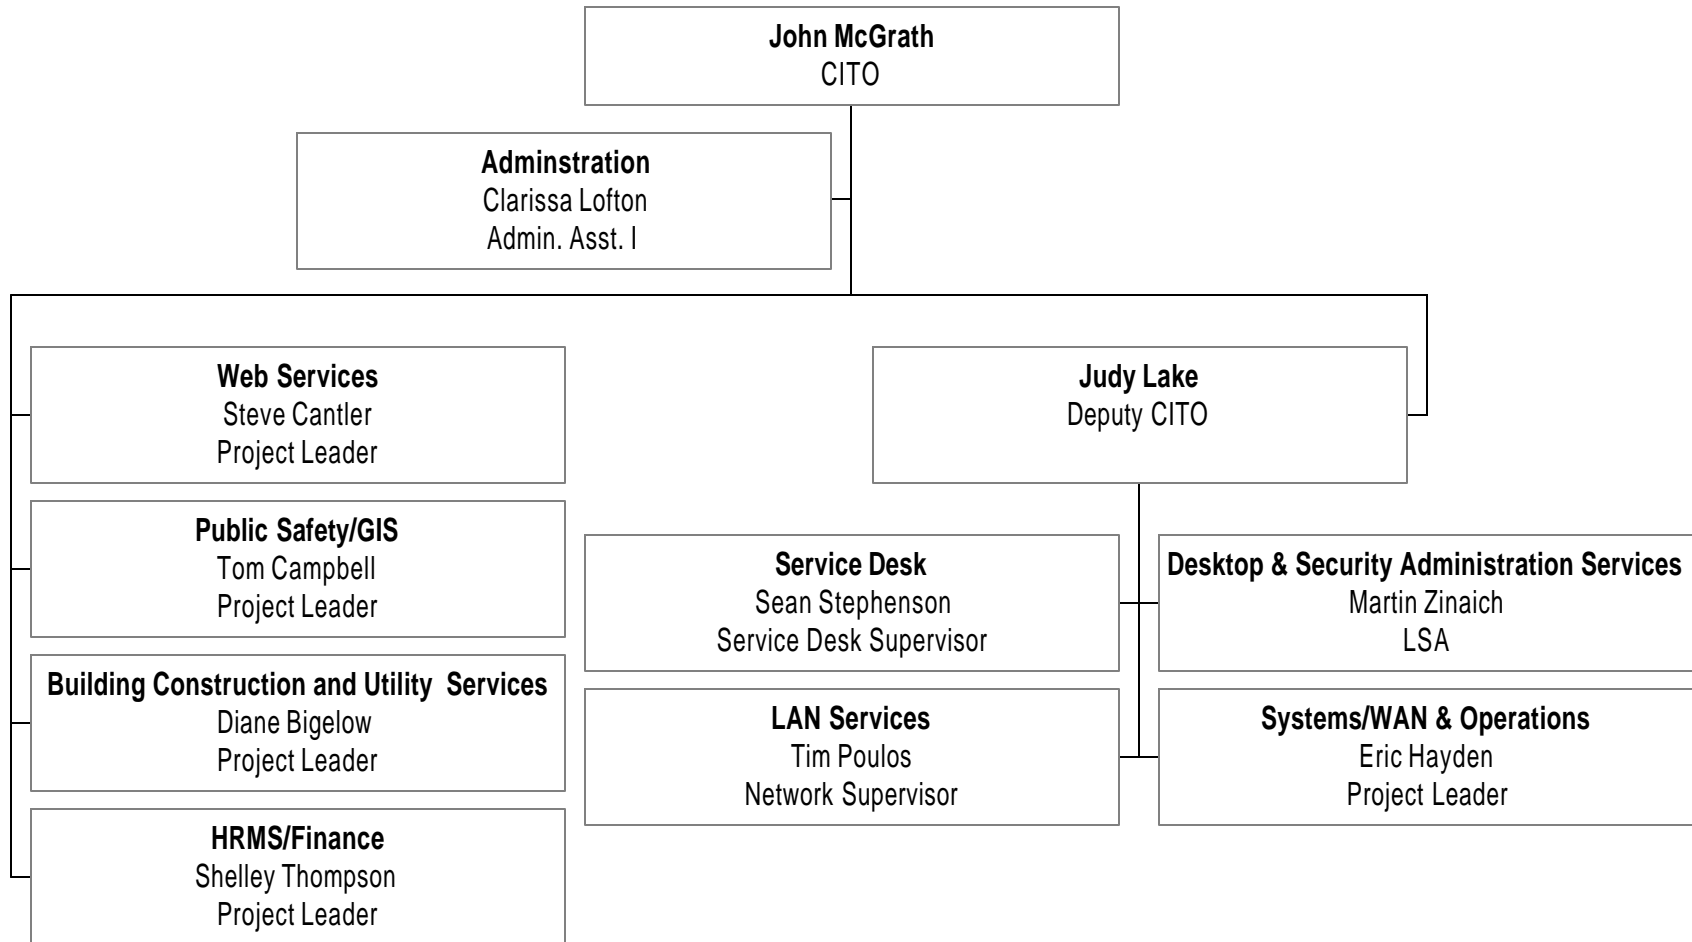 John McGrath
CITO
Adminstration
Clarissa Lofton
Admin. Asst. I
Web Services
Steve Cantler
Project Leader
Public Safety/GIS
Tom Campbell
Project Leader
Building Construction and Utility  Services
Diane Bigelow
Project Leader
HRMS/Finance
Shelley Thompson
Project Leader
Judy Lake
Deputy CITO
Service Desk
Sean Stephenson
Service Desk Supervisor
Desktop & Security Administration Services
Martin Zinaich
LSA
LAN Services
Tim Poulos
Network Supervisor
Systems/WAN & Operations
Eric Hayden
Project Leader